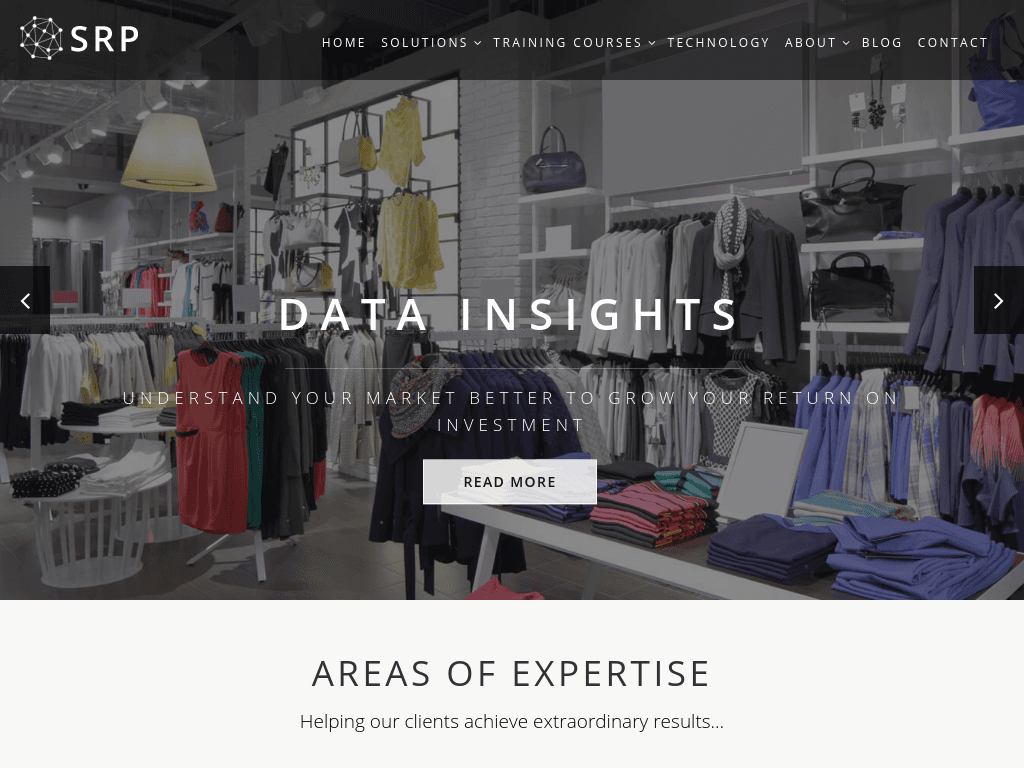 SRP
HOME SOLUTIONS TRAINING COURSES TECHNOLOGY ABOUT BLOG CONTACT
DATA INSIGHTS
UNDERSTAND YOUR MARKET BETTER TO GROW YOUR RETURN ON
INVESTMENT
READ MORE
AREAS OF EXPERTISE
Helping our clients achieve extraordinary results...